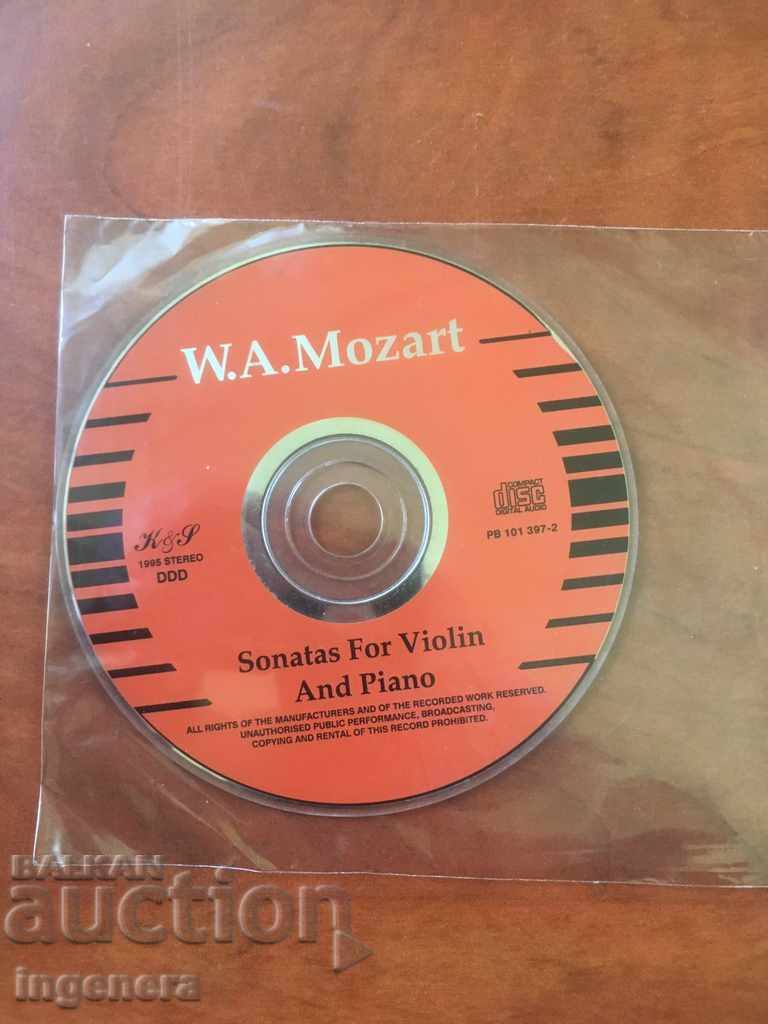 W.A.Mozart
COMPACT
disc
DIGITAL AUDIO
PB 101 397-2
K&S
1995 STEREO
DDD
Sonatas For Violin
And Piano
ALL RIGHTS OF THE MANUFACTURERS AND OF THE RECORDED WORK RESERVED.
UNAUTHORISED PUBLIC PERFORMANCE, BROADCASTING,
COPYING AND RENTAL OF THIS RECORD PROHIBITED.
BALKAN
auction
ingenera